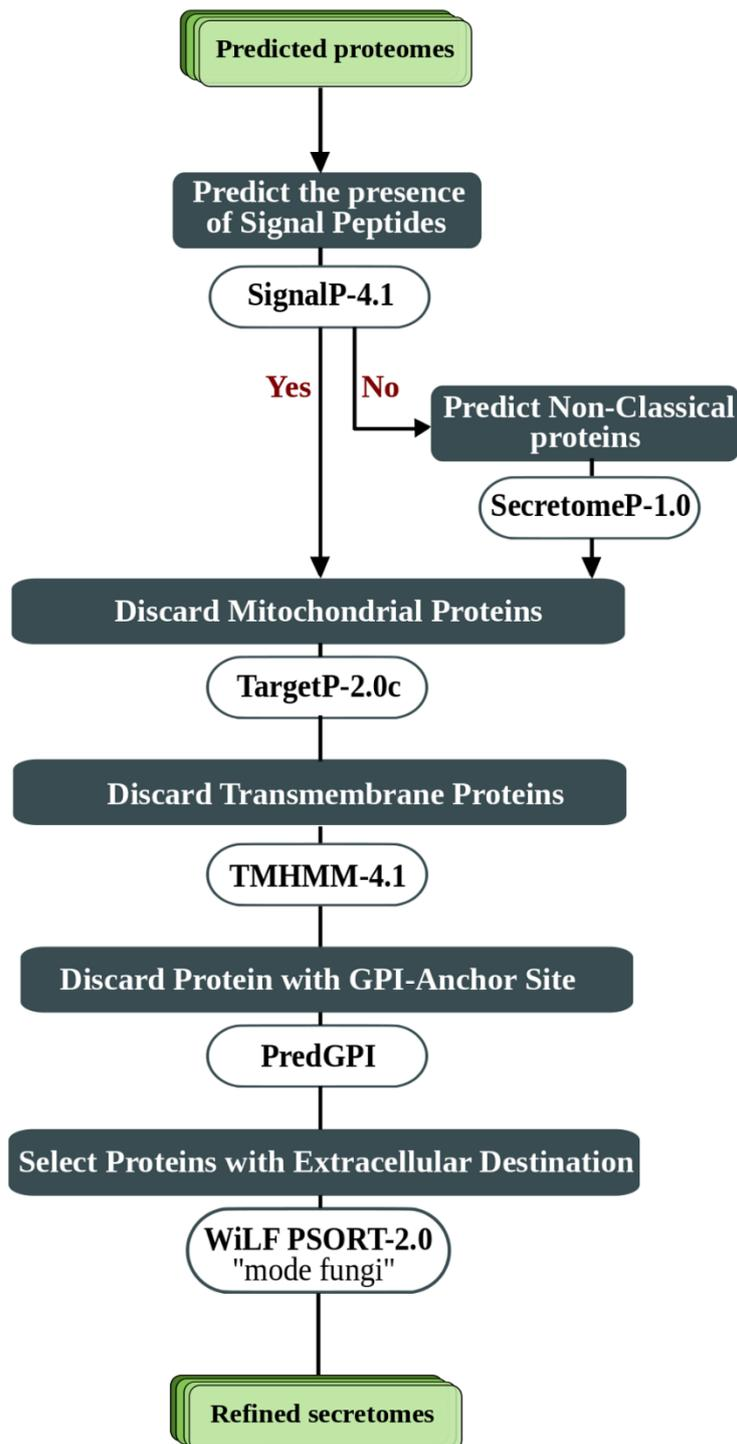 Predicted proteomes
Predict the presence
of Signal Peptides
SignalP-4.1
Yes
No
Predict Non-Classical
proteins
SecretomeP-1.0
Discard Mitochondrial Proteins
TargetP-2.0c
Discard Transmembrane Proteins
TMHMM-4.1
Discard Protein with GPI-Anchor Site
PredGPI
Select Proteins with Extracellular Destination
WiLF PSORT-2.0
"mode fungi"
Refined secretomes